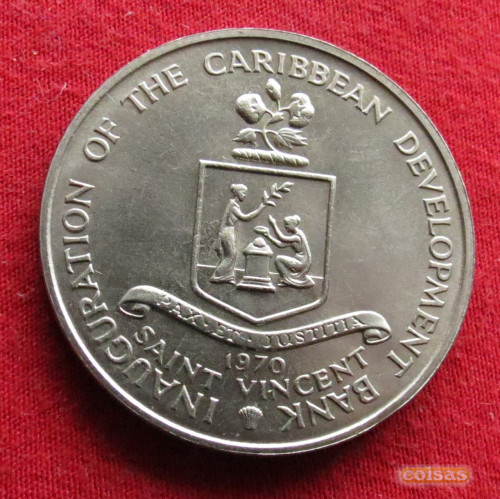 INAUGURATION OF THE CARIBBEAN DEVELOPMENT BANK
PAX · ET · JUSTITIA
1970
SAINT VINCENT
coisas